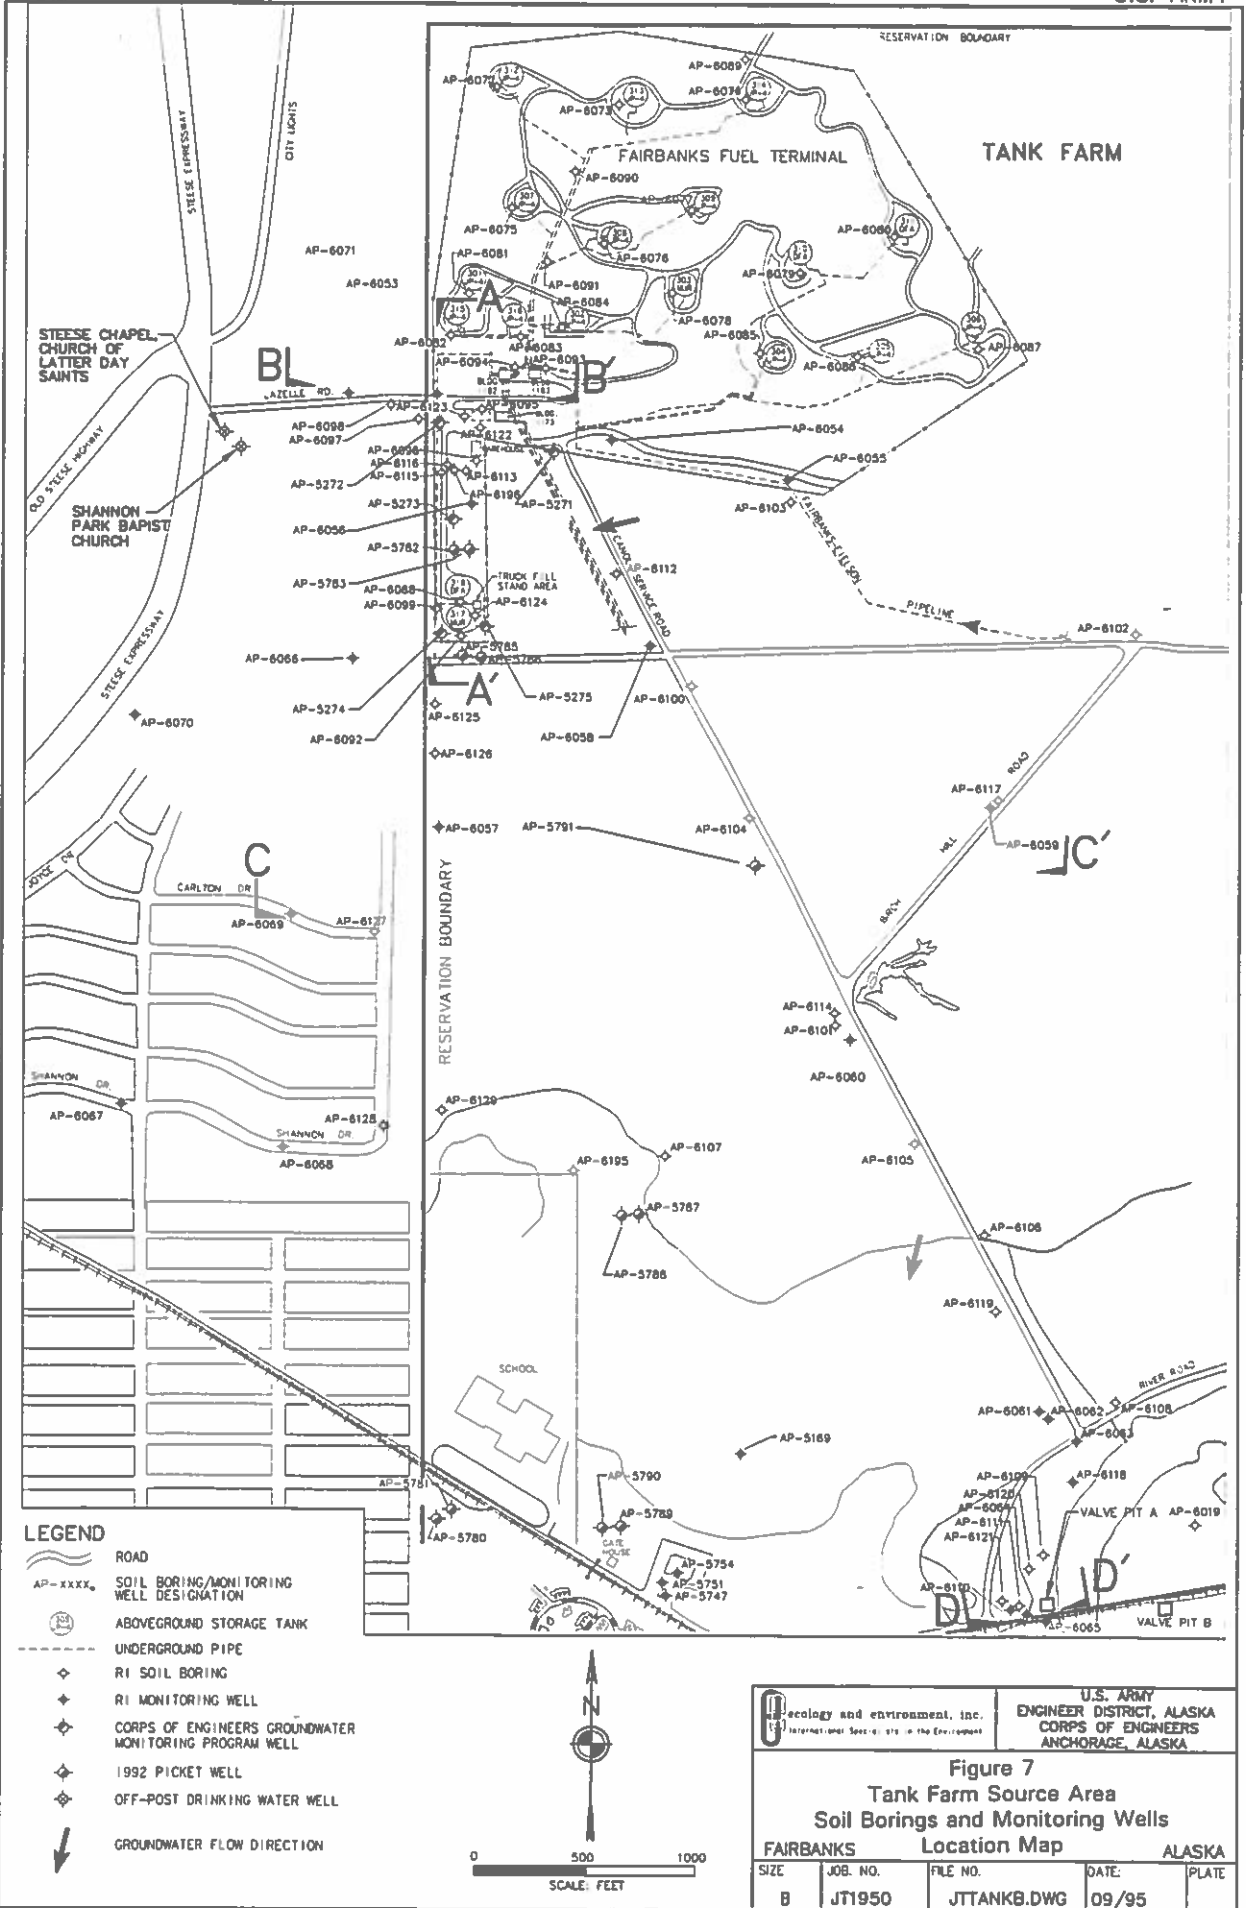 RESERVATION BOUNDARY
TANK FARM
FAIRBANKS FUEL TERMINAL
STEESE EXPRESSWAY
CITY LIGHTS
AP-6089
AP-6077
AP-6073
AP-6090
AP-6075
AP-6081
AP-6076
AP-6091
AP-6084
AP-6080
AP-6079
AP-6078
AP-6085
AP-6087
AP-6071
AP-6053
AP-6082
AP-6083
AP-6094
AP-6093
AP-6086
A
B
B'
STEESE CHAPEL,
CHURCH OF
LATTER DAY
SAINTS
LAZELLE RD.
AP-6123
AP-6095
AP-6098
AP-6097
AP-6122
AP-6054
AP-6055
AP-6096
AP-6116
AP-6115
AP-6113
AP-5272
AP-6196
AP-5271
AP-5273
AP-6103
AP-6056
OLD STEESE HIGHWAY
SHANNON
PARK BAPIST
CHURCH
AP-5782
AP-5783
AP-6112
CANOL SERVICE ROAD
FAIRBANKS-EIELSON
PIPELINE
TRUCK FILL
STAND AREA
AP-6088
AP-6099
AP-6124
AP-6102
STEESE EXPRESSWAY
AP-6066
AP-5785
AP-5786
A'
AP-5275
AP-6100
AP-5274
AP-6125
AP-6070
AP-6092
AP-6058
AP-6126
AP-6057
AP-5791
AP-6104
AP-6117
AP-6059
C'
BIRCH
HILL
ROAD
JOYCE DR.
C
CARLTON DR
AP-6069
AP-6127
RESERVATION BOUNDARY
AP-6114
AP-6101
AP-6060
SHANNON DR.
AP-6067
AP-6128
SHANNON DR.
AP-6068
AP-6129
AP-6195
AP-6107
AP-6105
AP-5787
AP-5788
AP-6106
AP-6119
SCHOOL
RIVER ROAD
AP-6061
AP-6062
AP-6108
AP-6063
AP-5169
AP-5790
AP-5789
AP-5781
AP-5780
GATE
HOUSE
AP-5754
AP-5751
AP-5747
AP-6109
AP-6118
AP-6120
AP-6111
AP-6121
VALVE PIT A
AP-6019
AP-6110
D
D'
AP-6065
VALVE PIT B
LEGEND
ROAD
AP-XXXX
SOIL BORING/MONITORING
WELL DESIGNATION
ABOVEGROUND STORAGE TANK
UNDERGROUND PIPE
RI SOIL BORING
RI MONITORING WELL
CORPS OF ENGINEERS GROUNDWATER
MONITORING PROGRAM WELL
1992 PICKET WELL
OFF-POST DRINKING WATER WELL
GROUNDWATER FLOW DIRECTION
N
0 500 1000
SCALE: FEET
ecology and environment, inc.
International Specialists in the Environment
U.S. ARMY
ENGINEER DISTRICT, ALASKA
CORPS OF ENGINEERS
ANCHORAGE, ALASKA
Figure 7
Tank Farm Source Area
Soil Borings and Monitoring Wells
Location Map
FAIRBANKS
ALASKA
SIZE
B
JOB. NO.
JT1950
FILE NO.
JTTANKB.DWG
DATE:
09/95
PLATE